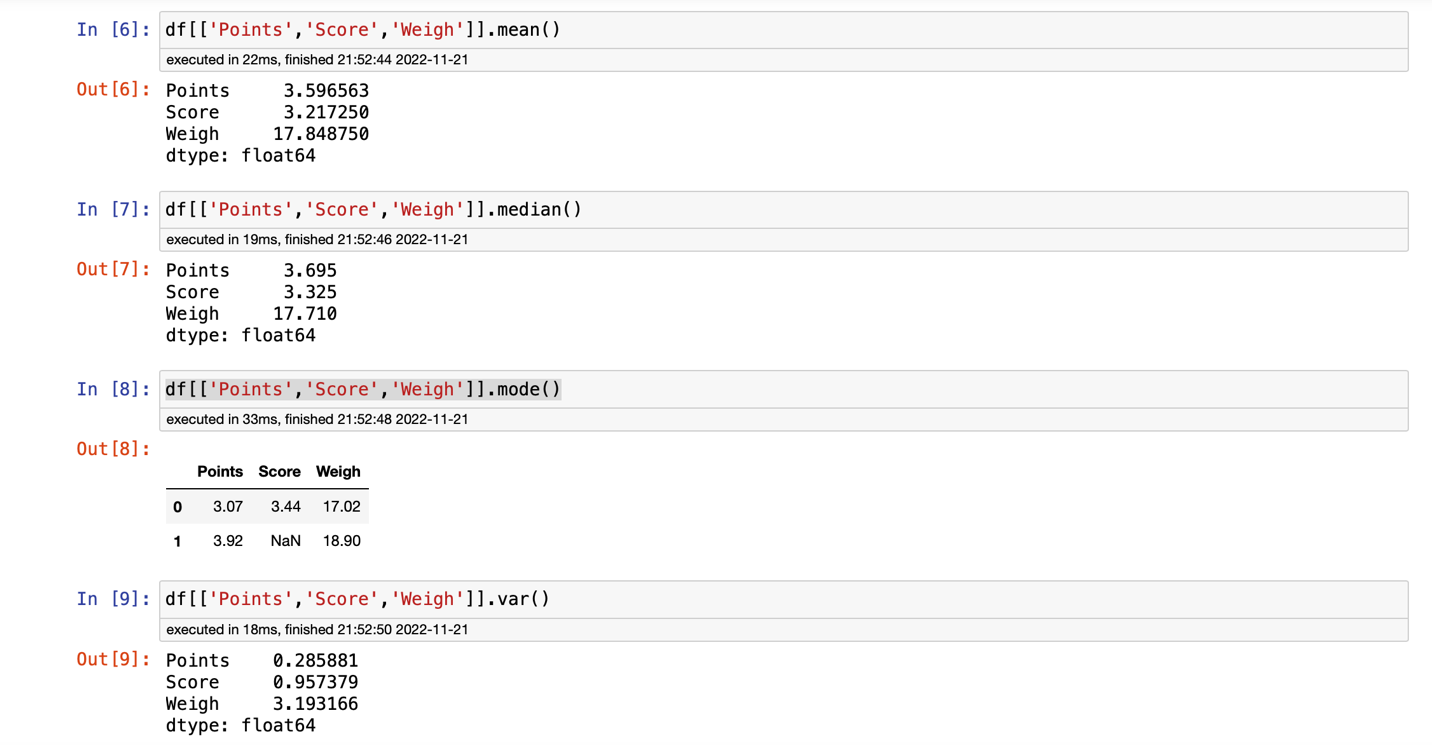 In [6]: df[['Points','Score','Weigh']].mean()
executed in 22ms, finished 21:52:44 2022-11-21
Out[6]: Points 3.596563
Score 3.217250
Weigh 17.848750
dtype: float64
In [7]: df[['Points','Score','Weigh']].median()
executed in 19ms, finished 21:52:46 2022-11-21
Out[7]: Points 3.695
Score 3.325
Weigh 17.710
dtype: float64
In [8]: df[['Points','Score','Weigh']].mode()
executed in 33ms, finished 21:52:48 2022-11-21
Out[8]:
Points Score Weigh
0 3.07 3.44 17.02
1 3.92 NaN 18.90
In [9]: df[['Points','Score','Weigh']].var()
executed in 18ms, finished 21:52:50 2022-11-21
Out[9]: Points 0.285881
Score 0.957379
Weigh 3.193166
dtype: float64